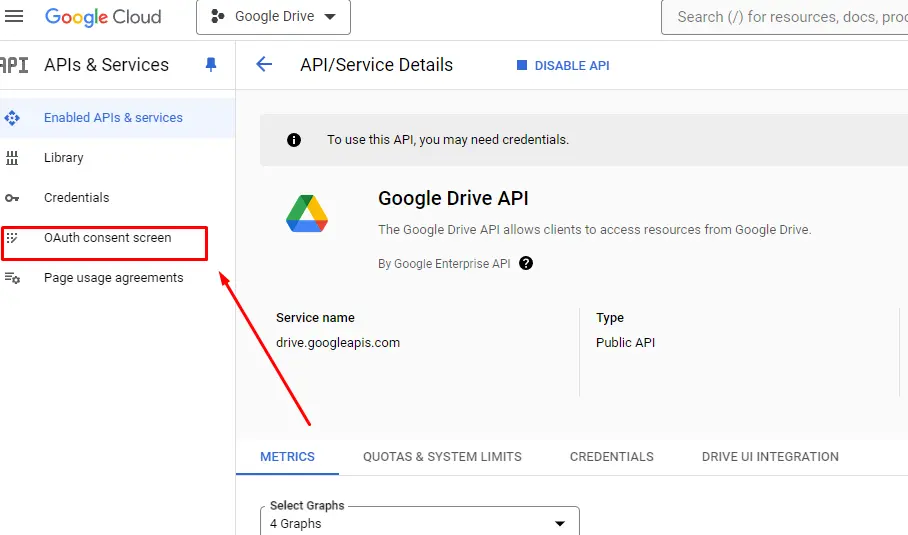 Google Cloud
Google Drive
Search (/) for resources, docs, proc
API
APIs & Services
API/Service Details
DISABLE API
Enabled APIs & services
Library
Credentials
OAuth consent screen
Page usage agreements
To use this API, you may need credentials.
Google Drive API
The Google Drive API allows clients to access resources from Google Drive.
By Google Enterprise API ?
Service name
drive.googleapis.com
Type
Public API
METRICS
QUOTAS & SYSTEM LIMITS
CREDENTIALS
DRIVE UI INTEGRATION
Select Graphs
4 Graphs